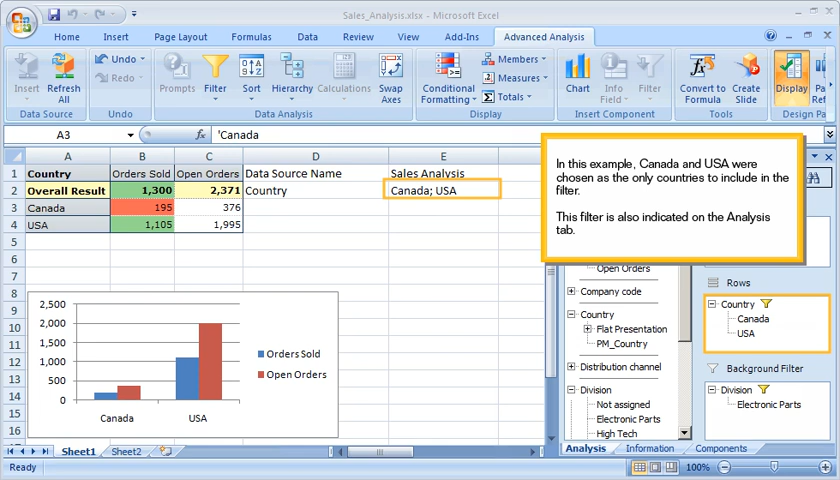 Sales_Analysis.xlsx - Microsoft Excel
Home Insert Page Layout Formulas Data Review View Add-Ins Advanced Analysis
Insert Refresh All
Undo
Redo
Prompts Filter Sort Hierarchy Calculations Swap Axes
Conditional Formatting
Members
Measures
Totals
Chart Info Field Filter
Convert to Formula Create Slide
Display
Data Source Undo Data Analysis Display Insert Component Tools Design Pa
A3 fx 'Canada
A B C D E
1 Country Orders Sold Open Orders Data Source Name Sales Analysis
2 Overall Result 1,300 2,371 Country Canada; USA
3 Canada 195 376
4 USA 1,105 1,995
5
6
7
8
9
10
11
12
13
14
15
16
17
2,500
2,000
1,500
1,000
500
0
Canada USA
Orders Sold
Open Orders
In this example, Canada and USA were
chosen as the only countries to include in the
filter.
This filter is also indicated on the Analysis
tab.
Open Orders
Company code
Country
Flat Presentation
PM_Country
Distribution channel
Division
Not assigned
Electronic Parts
High Tech
Rows
Country
Canada
USA
Background Filter
Division
Electronic Parts
Analysis Information Components
Sheet1 Sheet2
Ready 100%